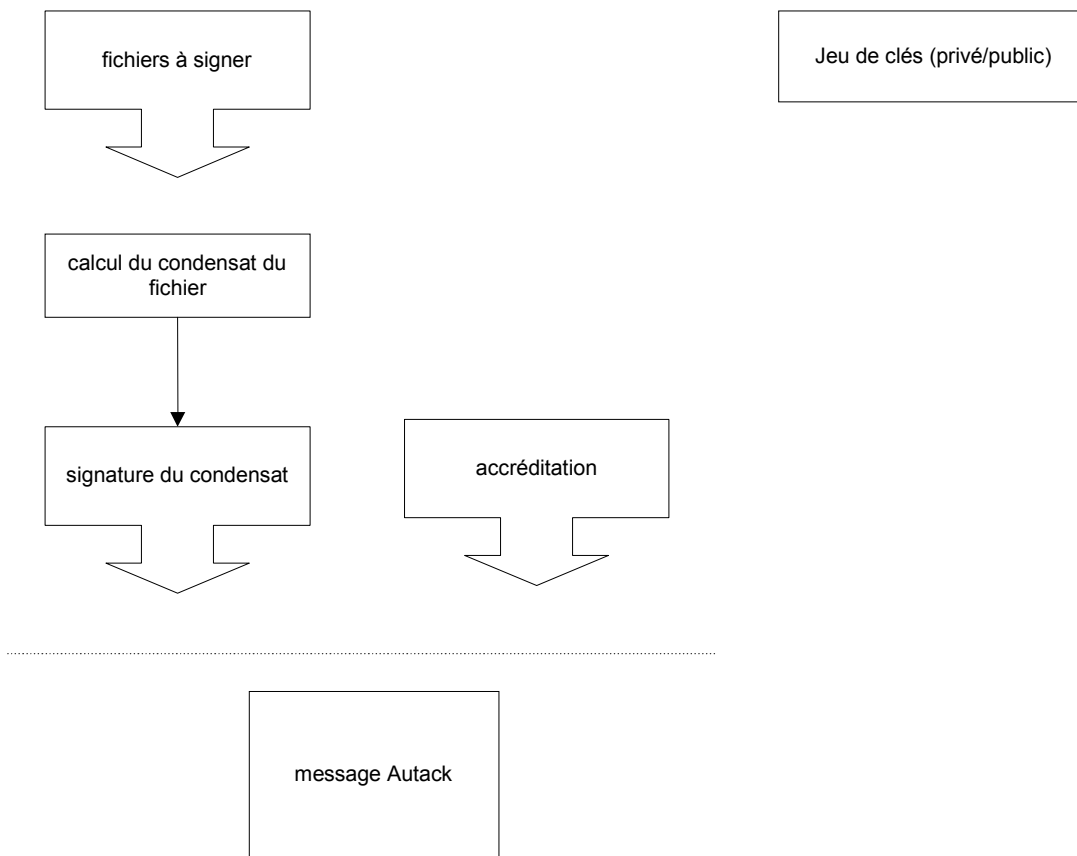 fichiers à signer
Jeu de clés (privé/public)
calcul du condensat du
fichier
signature du condensat
accréditation
message Autack